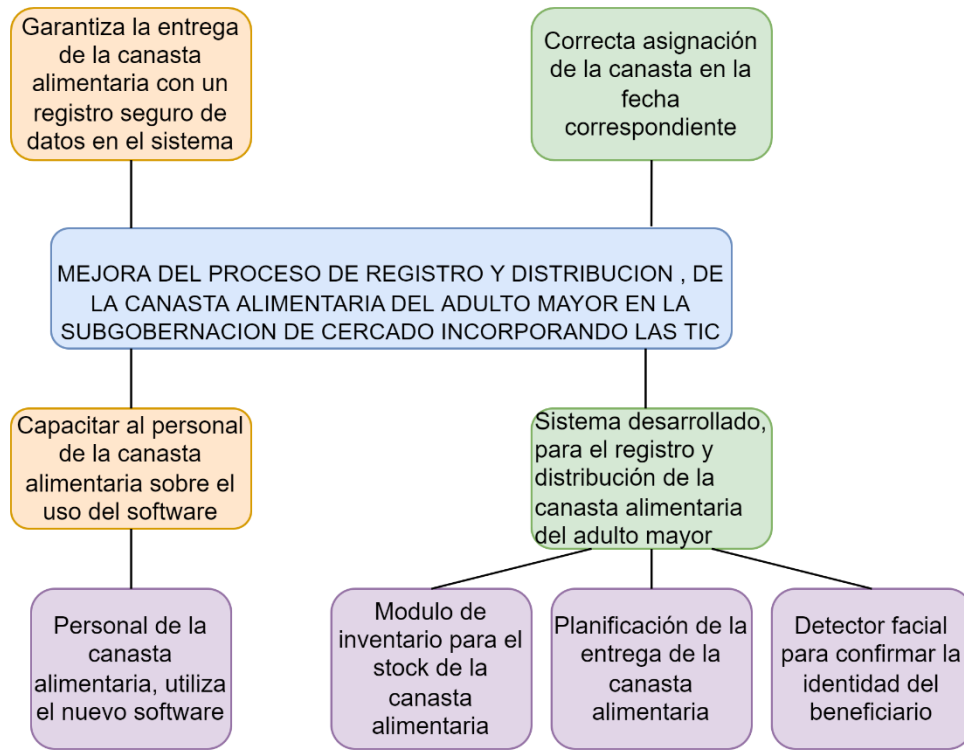 Garantiza la entrega
de la canasta
alimentaria con un
registro seguro de
datos en el sistema
Correcta asignación
de la canasta en la
fecha
correspondiente
MEJORA DEL PROCESO DE REGISTRO Y DISTRIBUCION , DE
LA CANASTA ALIMENTARIA DEL ADULTO MAYOR EN LA
SUBGOBERNACION DE CERCADO INCORPORANDO LAS TIC
Capacitar al personal
de la canasta
alimentaria sobre el
uso del software
Sistema desarrollado,
para el registro y
distribución de la
canasta alimentaria
del adulto mayor
Personal de la
canasta
alimentaria, utiliza
el nuevo software
Modulo de
inventario para el
stock de la
canasta
alimentaria
Planificación de la
entrega de la
canasta
alimentaria
Detector facial
para confirmar la
identidad del
beneficiario